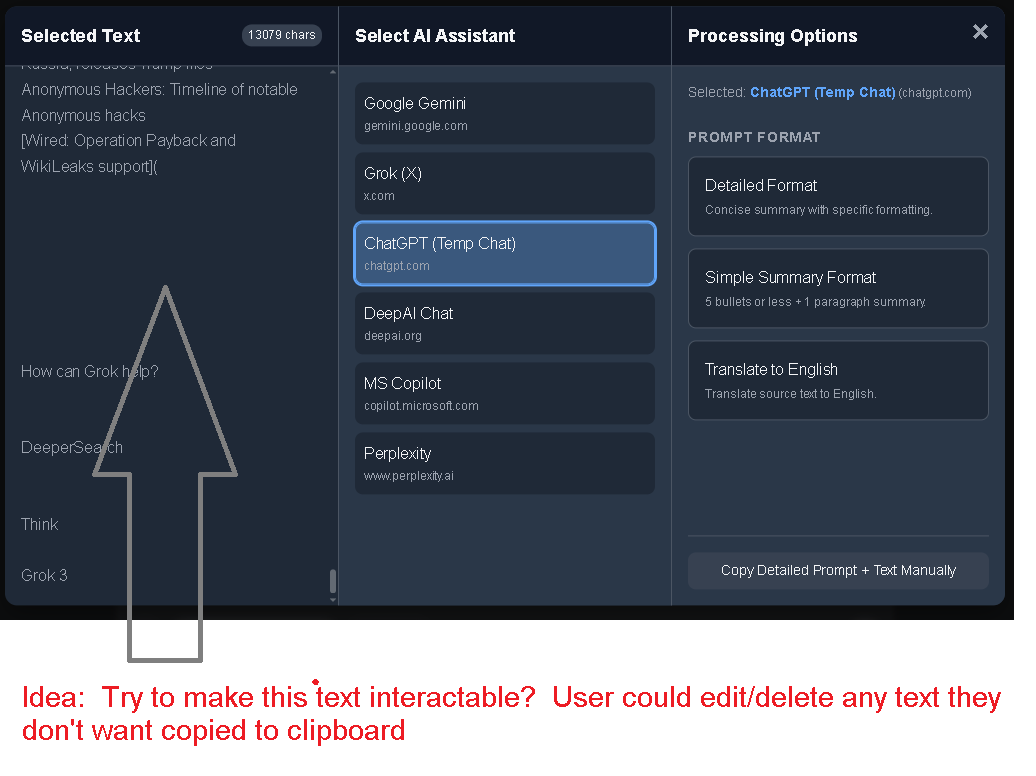 Selected Text
13079 chars
Russia, releases Trump files
Anonymous Hackers: Timeline of notable
Anonymous hacks
[Wired: Operation Payback and
WikiLeaks support](
How can Grok help?
DeeperSearch
Think
Grok 3
Select AI Assistant
Google Gemini
gemini.google.com
Grok (X)
x.com
ChatGPT (Temp Chat)
chatgpt.com
DeepAI Chat
deepai.org
MS Copilot
copilot.microsoft.com
Perplexity
www.perplexity.ai
Processing Options
×
Selected: ChatGPT (Temp Chat) (chatgpt.com)
PROMPT FORMAT
Detailed Format
Concise summary with specific formatting.
Simple Summary Format
5 bullets or less + 1 paragraph summary.
Translate to English
Translate source text to English.
Copy Detailed Prompt + Text Manually
Idea: Try to make this text interactable? User could edit/delete any text they
don't want copied to clipboard